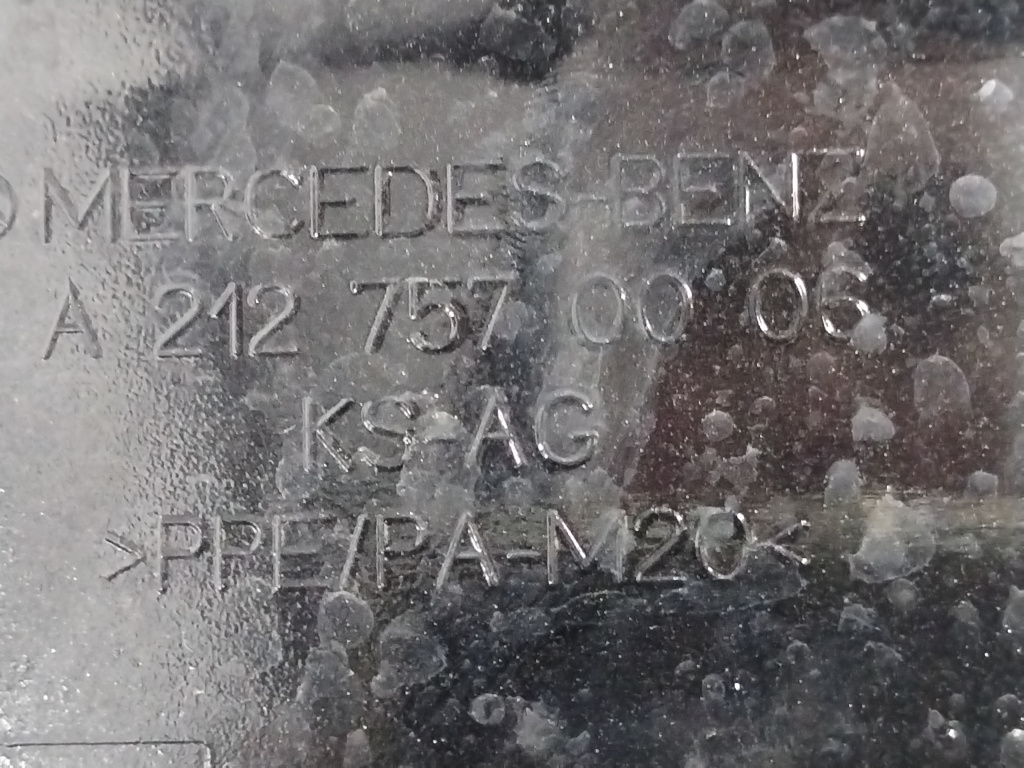 MERCEDES-BENZ
A 212 757 00 06
KS-AG
>PPE/PA-M20<